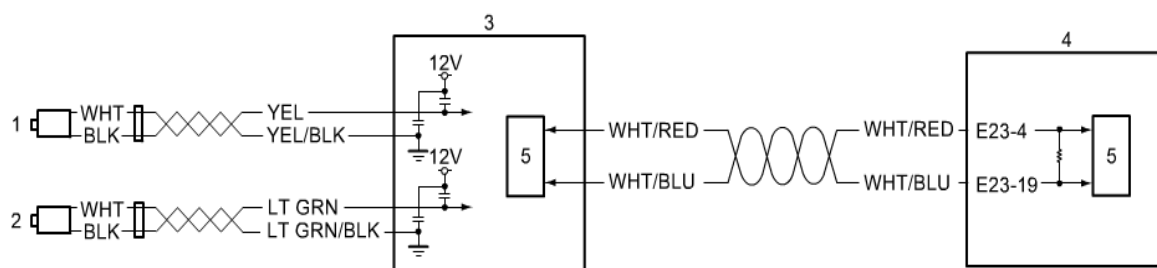 3
4
12V
1
WHT
YEL
BLK
YEL/BLK
5
WHT/RED
WHT/RED
E23-4
5
12V
WHT/BLU
WHT/BLU
E23-19
2
WHT
LT GRN
BLK
LT GRN/BLK